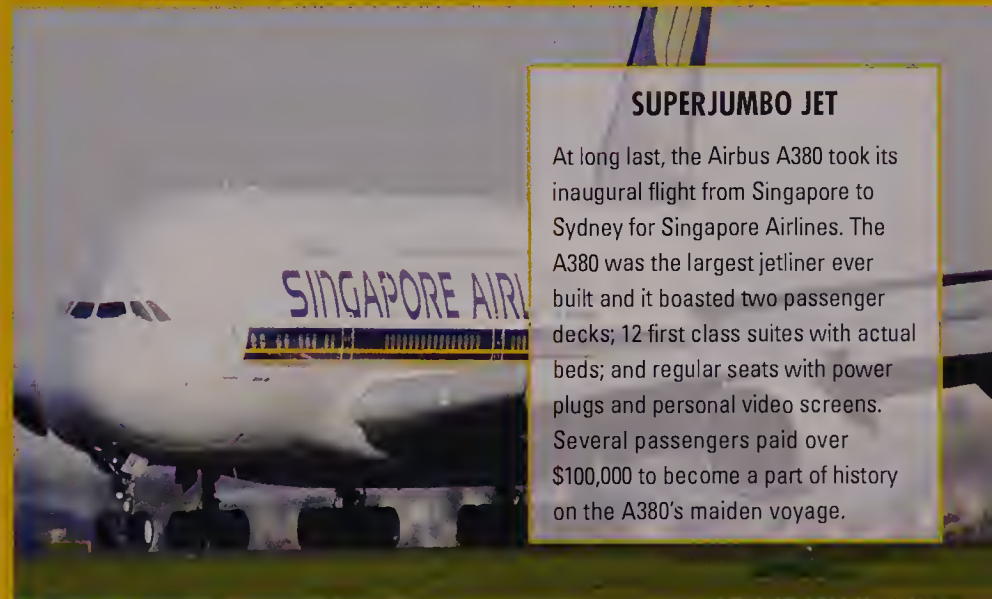 SUPERJUMBO JET
At long last, the Airbus A380 took its
inaugural flight from Singapore to
Sydney for Singapore Airlines. The
A380 was the largest jetliner ever
built and it boasted two passenger
decks; 12 first class suites with actual
beds; and regular seats with power
plugs and personal video screens.
Several passengers paid over
$100,000 to become a part of history
on the A380's maiden voyage.
SINGAPORE AIRL